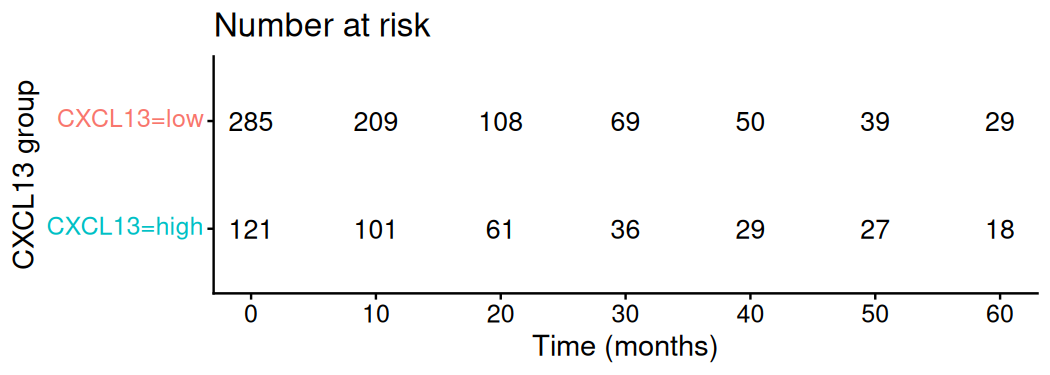 Number at risk
CXCL13 group
CXCL13=low 285 209 108 69 50 39 29
CXCL13=high 121 101 61 36 29 27 18
0 10 20 30 40 50 60
Time (months)